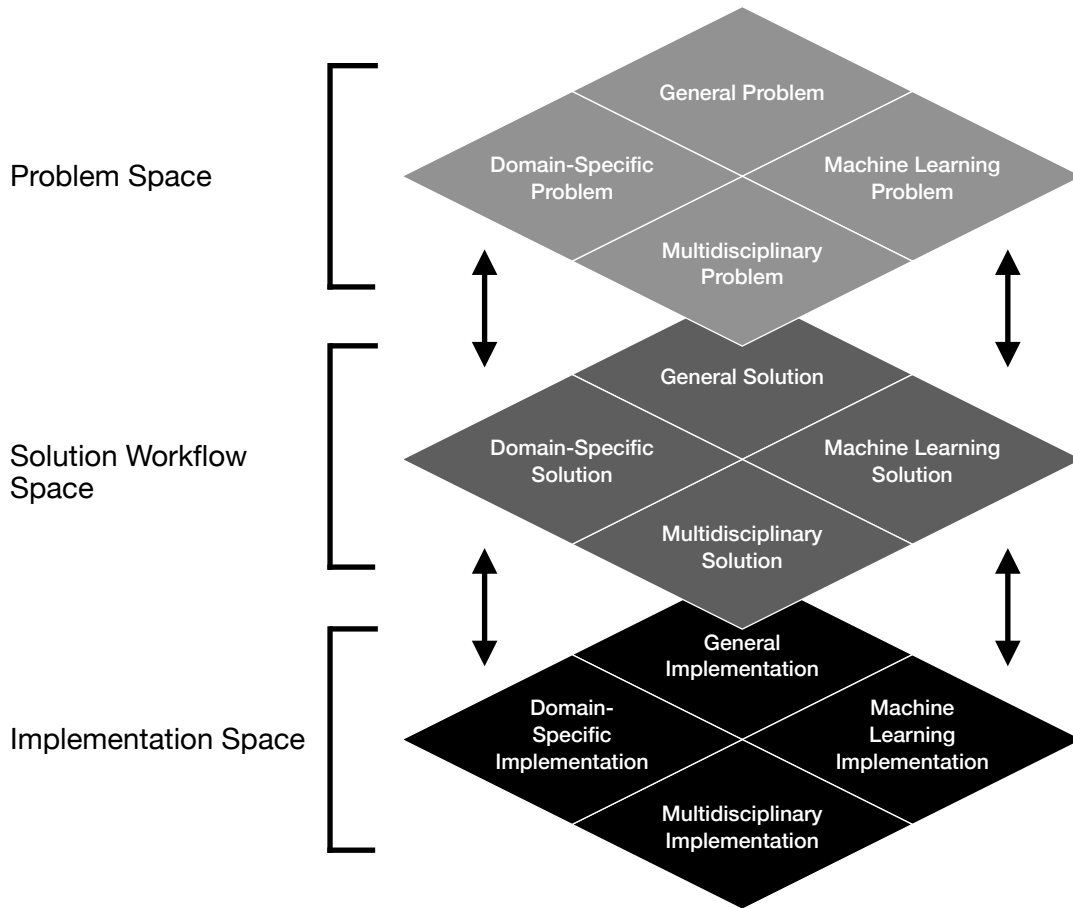 General Problem
Problem Space
Domain-Specific
Problem
Machine Learning
Problem
Multidisciplinary
Problem
General Solution
Solution Workflow
Space
Domain-Specific
Solution
Machine Learning
Solution
Multidisciplinary
Solution
General
Implementation
Implementation Space
Domain-
Specific
Implementation
Machine
Learning
Implementation
Multidisciplinary
Implementation